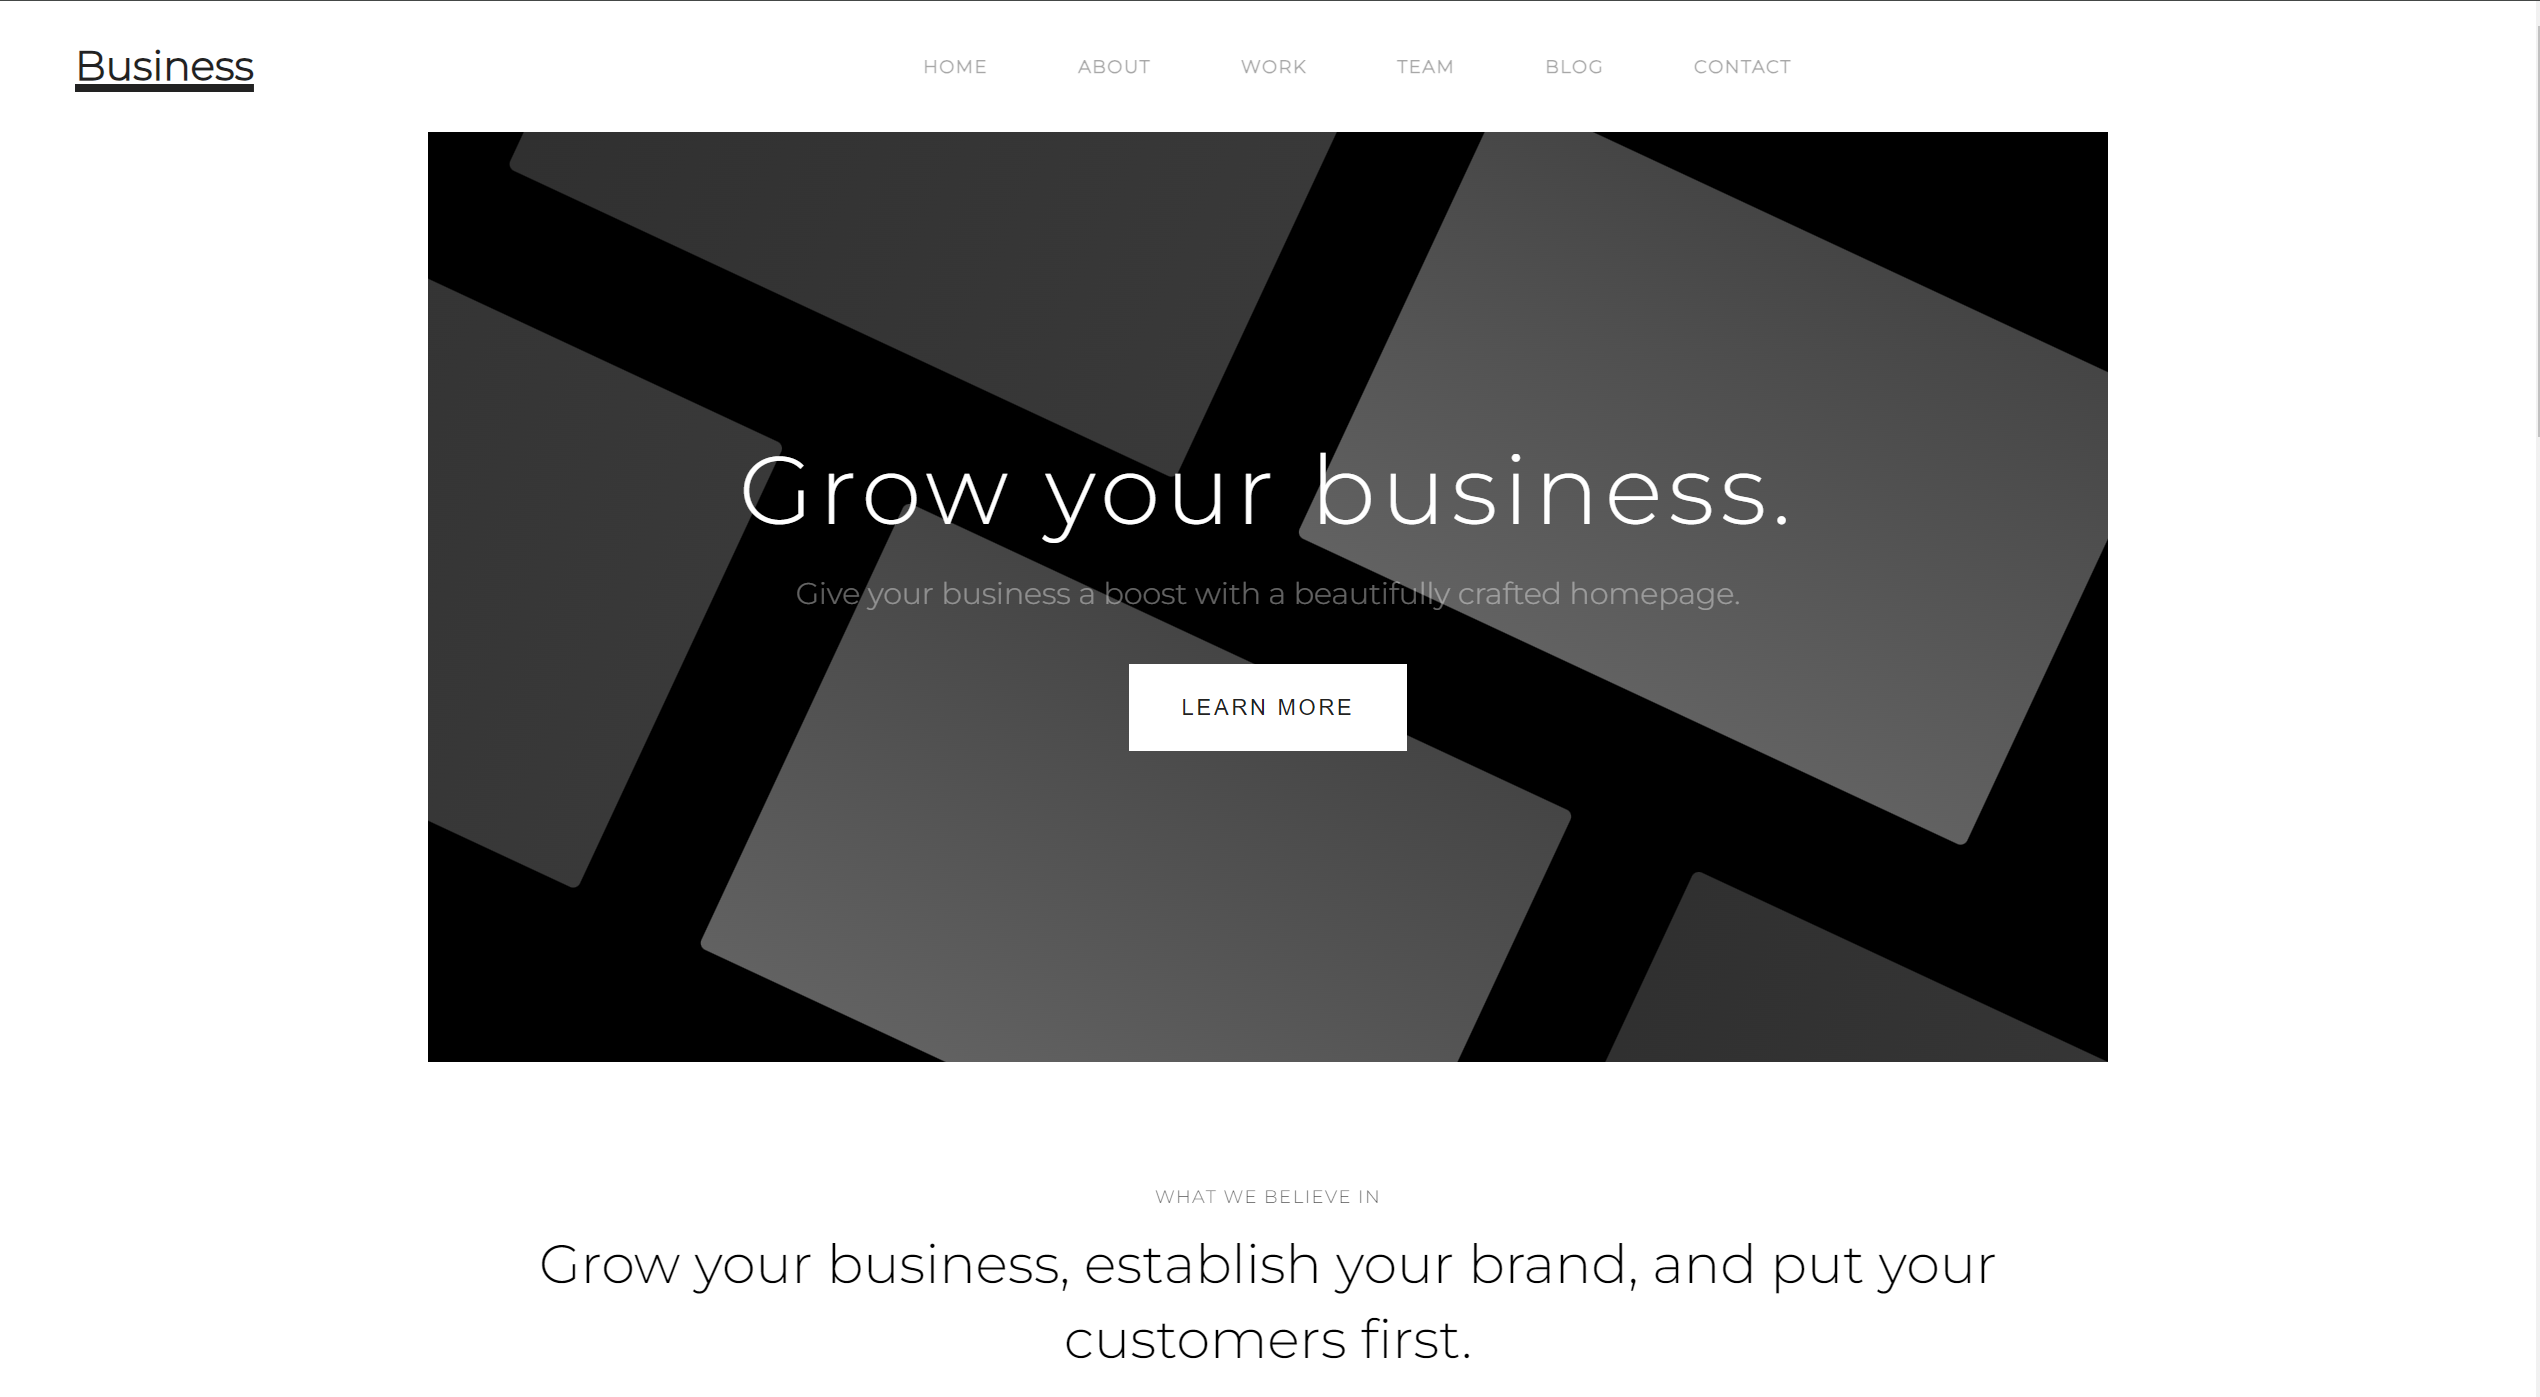 Business
HOME ABOUT WORK TEAM BLOG CONTACT
Grow your business.
Give your business a boost with a beautifully crafted homepage.
LEARN MORE
WHAT WE BELIEVE IN
Grow your business, establish your brand, and put your
customers first.